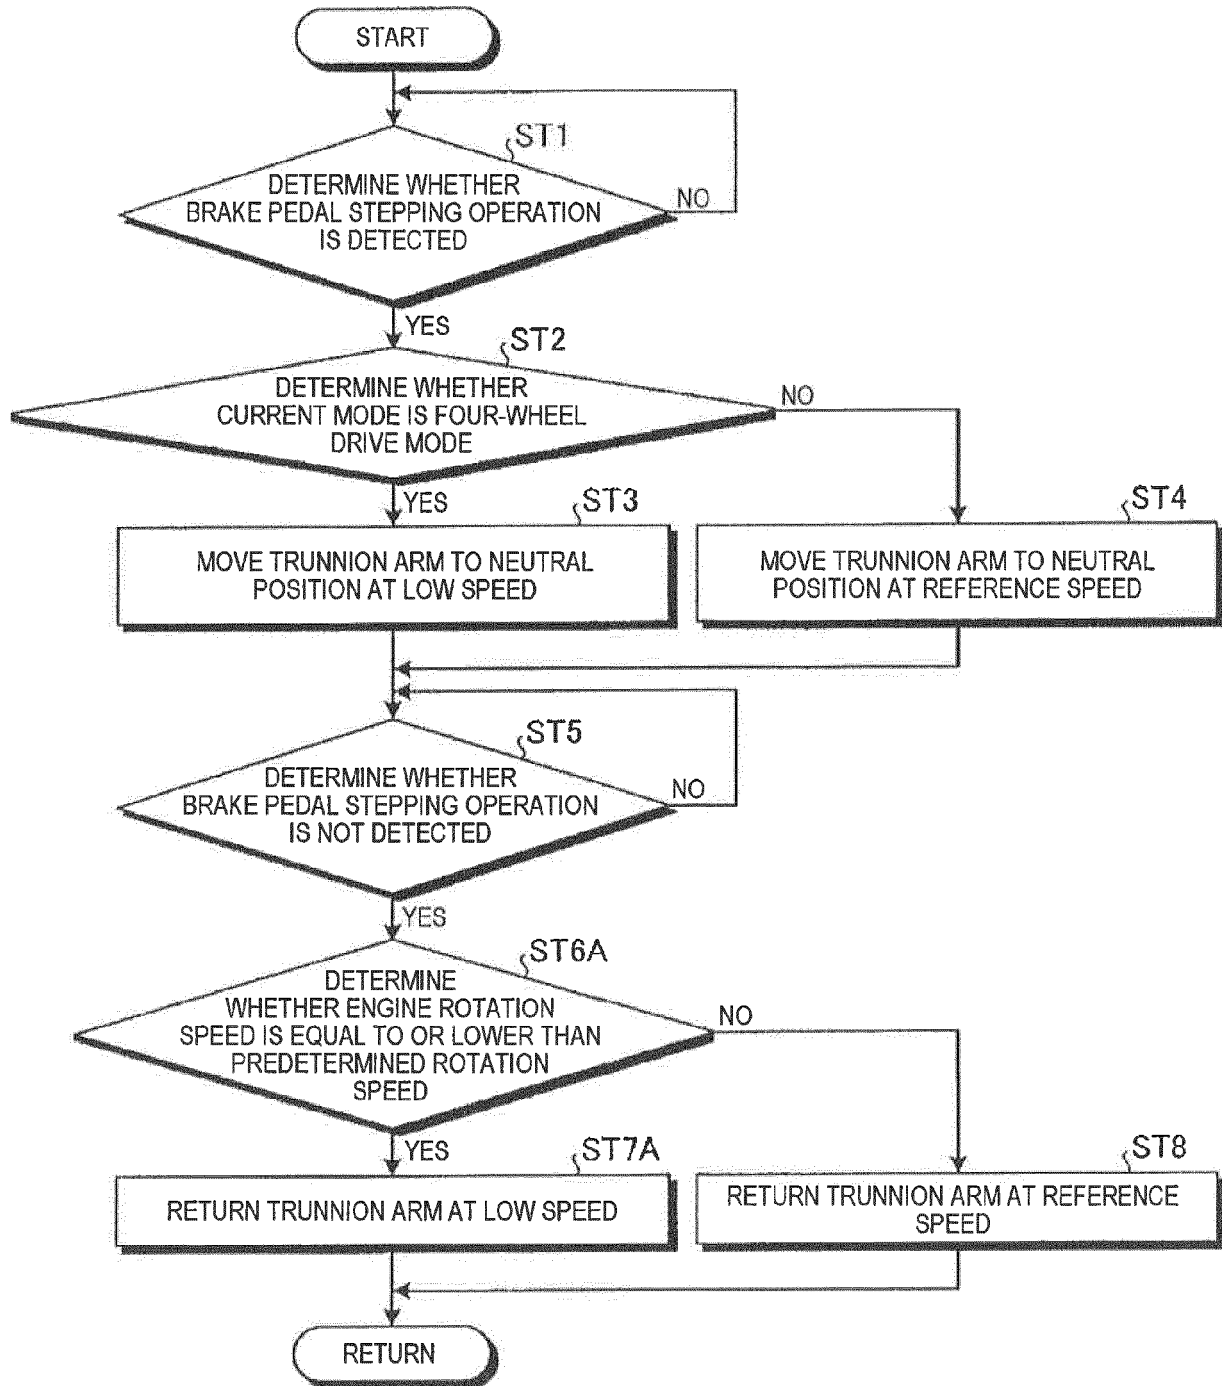 START
ST1
DETERMINE WHETHER
BRAKE PEDAL STEPPING OPERATION
IS DETECTED
NO
YES
ST2
DETERMINE WHETHER
CURRENT MODE IS FOUR-WHEEL
DRIVE MODE
NO
YES
ST3
MOVE TRUNNION ARM TO NEUTRAL
POSITION AT LOW SPEED
ST4
MOVE TRUNNION ARM TO NEUTRAL
POSITION AT REFERENCE SPEED
ST5
DETERMINE WHETHER
BRAKE PEDAL STEPPING OPERATION
IS NOT DETECTED
NO
YES
ST6A
DETERMINE
WHETHER ENGINE ROTATION
SPEED IS EQUAL TO OR LOWER THAN
PREDETERMINED ROTATION
SPEED
NO
YES
ST7A
RETURN TRUNNION ARM AT LOW SPEED
ST8
RETURN TRUNNION ARM AT REFERENCE
SPEED
RETURN